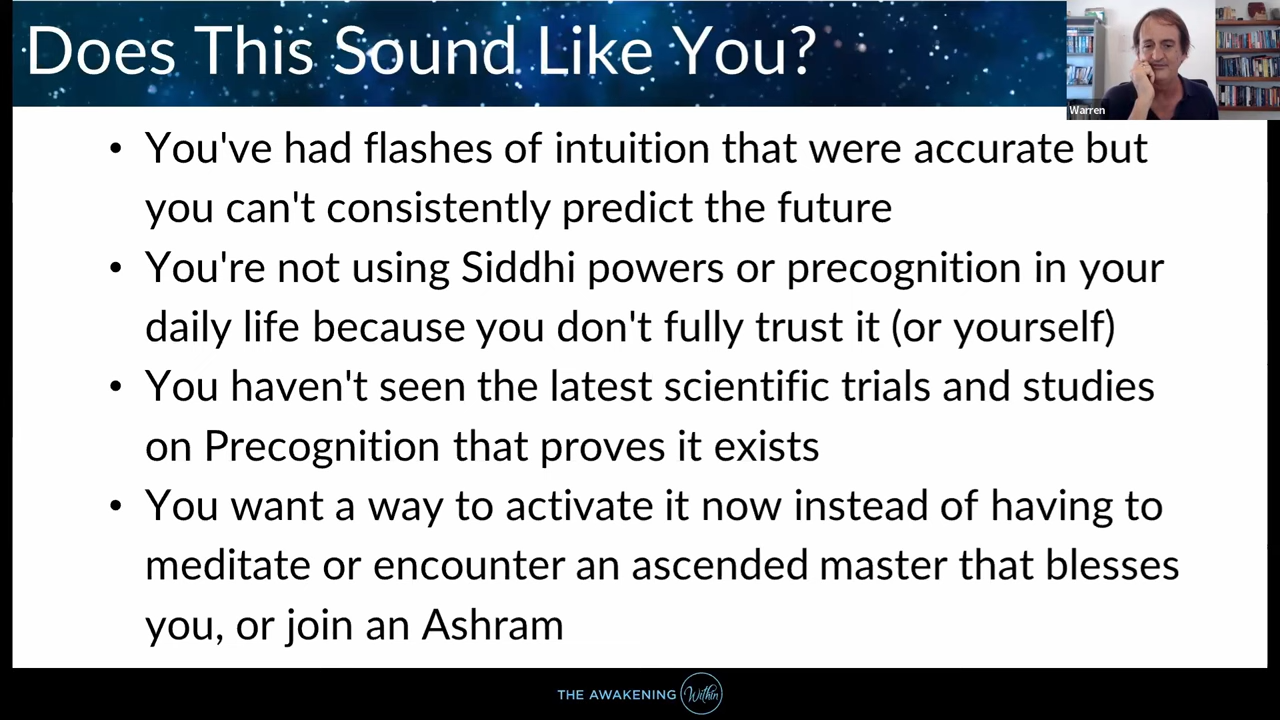 Does This Sound Like You?
Warren
• You've had flashes of intuition that were accurate but
you can't consistently predict the future
• You're not using Siddhi powers or precognition in your
daily life because you don't fully trust it (or yourself)
• You haven't seen the latest scientific trials and studies
on Precognition that proves it exists
• You want a way to activate it now instead of having to
meditate or encounter an ascended master that blesses
you, or join an Ashram
THE AWAKENING Within